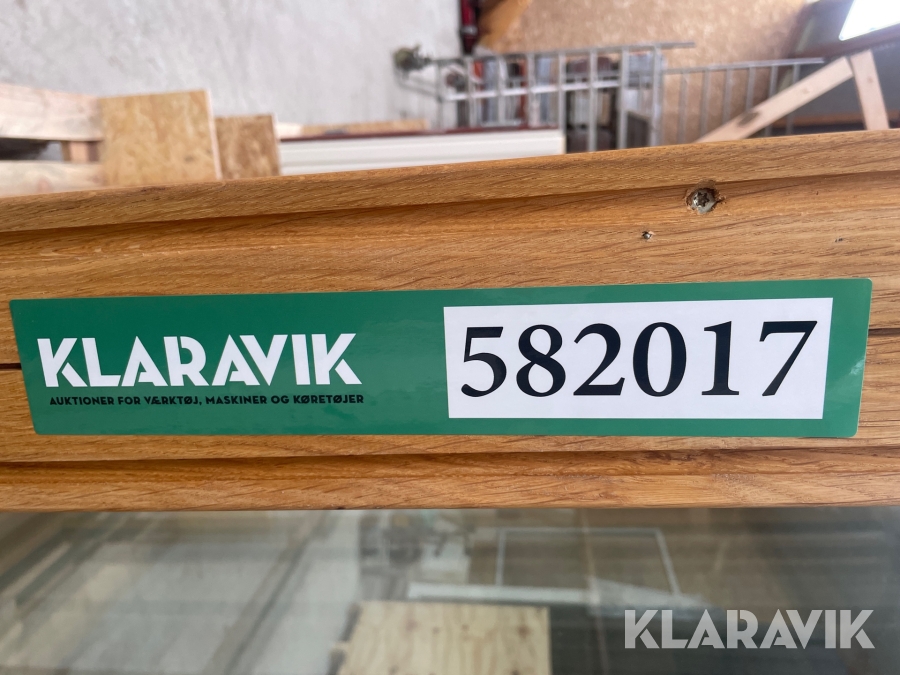 KLARAVIK
AUKTIONER FOR VÆRKTØJ, MASKINER OG KØRETØJER
582017
KLARAVIK